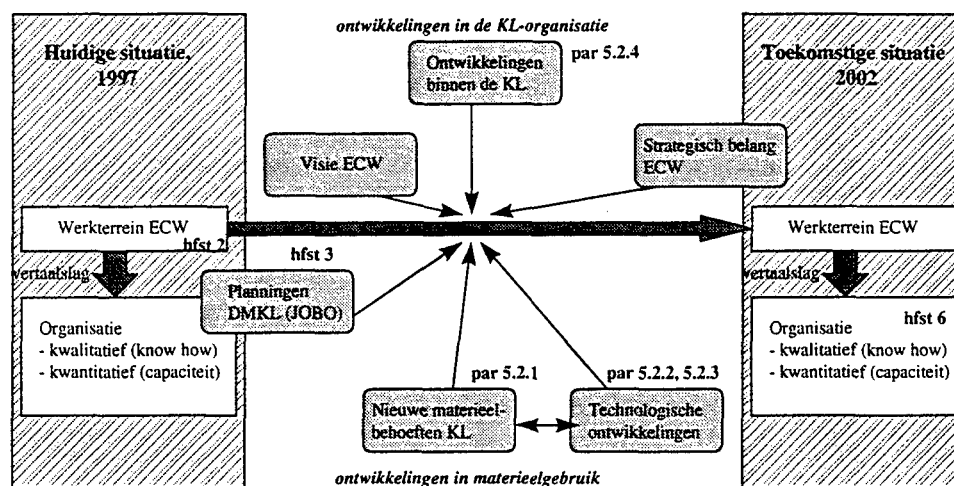 ontwikkelingen in de KL-organisatie
Huidige situatie,
1997
Ontwikkelingen
binnen de KL
par 5.2.4
Toekomstige situatie
2002
Visie ECW
Strategisch belang
ECW
Werkterrein ECW
hfst 2
Werkterrein ECW
vertaalslag
hfst 3
Planningen
DMKL (JOBO)
vertaalslag
Organisatie
- kwalitatief (know how)
- kwantitatief (capaciteit)
hfst 6
Organisatie
- kwalitatief (know how)
- kwantitatief (capaciteit)
par 5.2.1
par 5.2.2, 5.2.3
Nieuwe materieel-
behoeften KL
Technologische
ontwikkelingen
ontwikkelingen in materieelgebruik